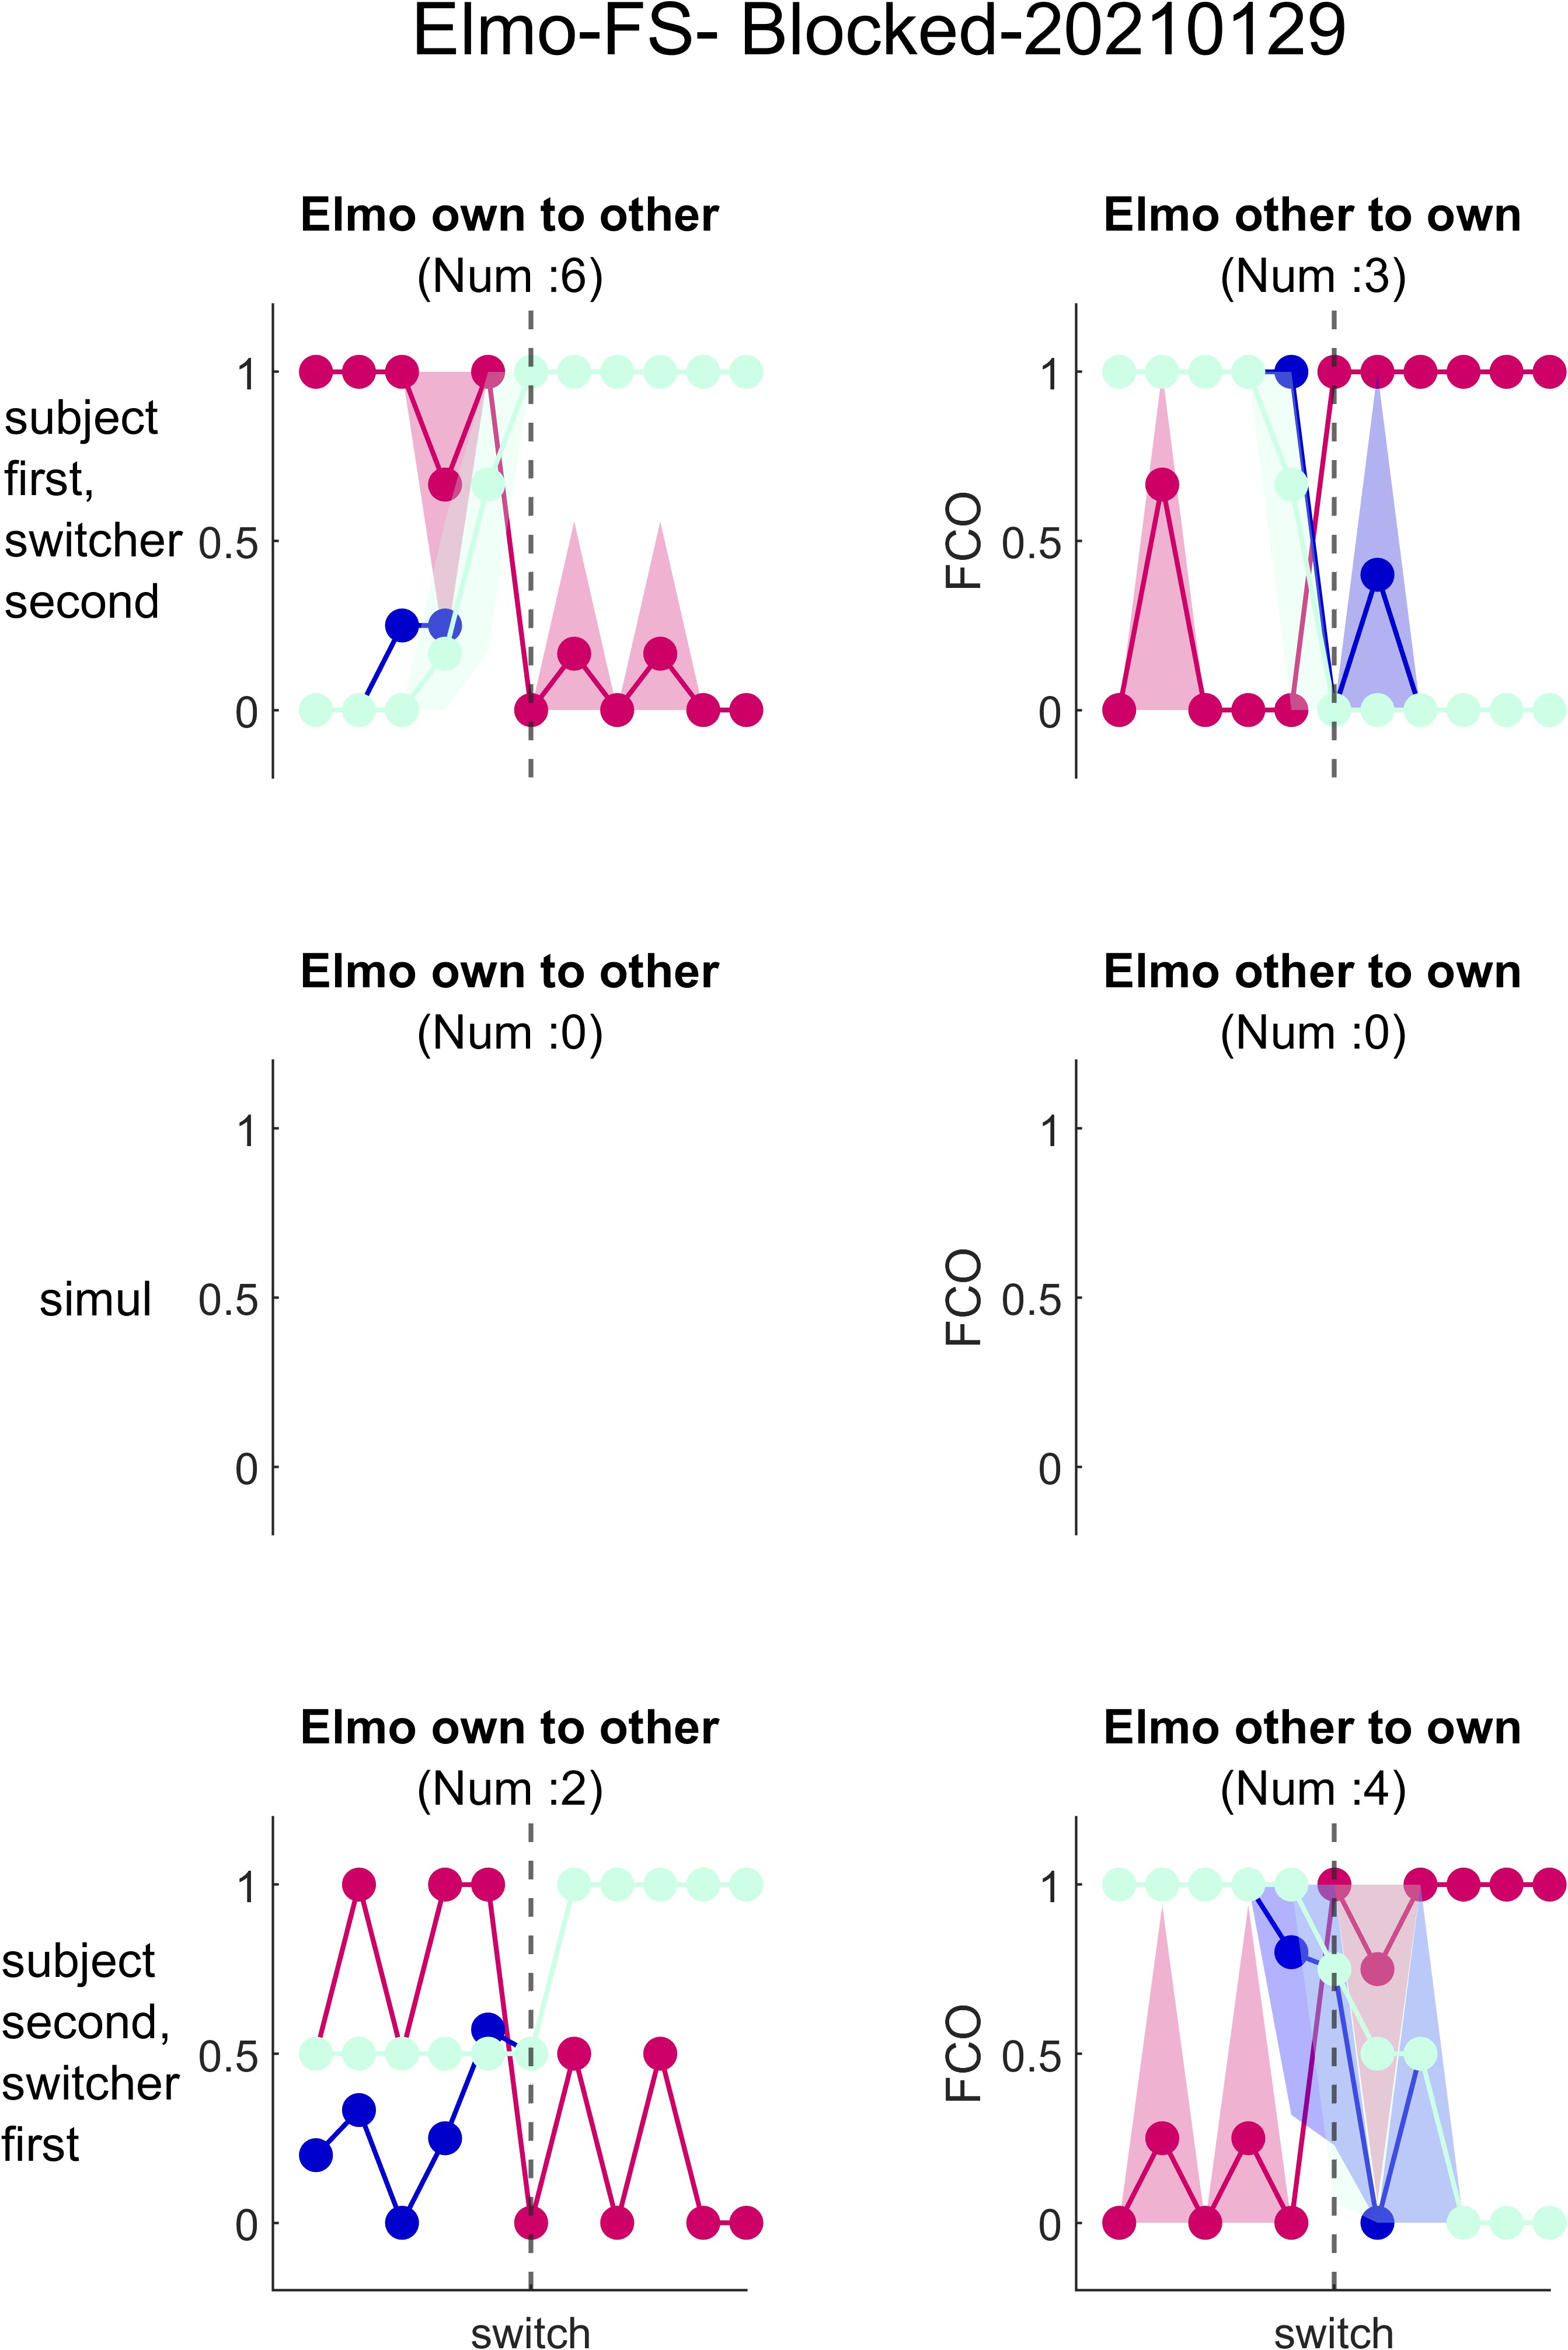 Elmo-FS- Blocked-20210129
Elmo own to other
(Num :6)
Elmo other to own
(Num :3)
subject
first,
switcher
second
1
0.5
0
FCO
1
0.5
0
Elmo own to other
(Num :0)
Elmo other to own
(Num :0)
simul
1
0.5
0
FCO
1
0.5
0
Elmo own to other
(Num :2)
Elmo other to own
(Num :4)
subject
second,
switcher
first
1
0.5
0
switch
FCO
1
0.5
0
switch